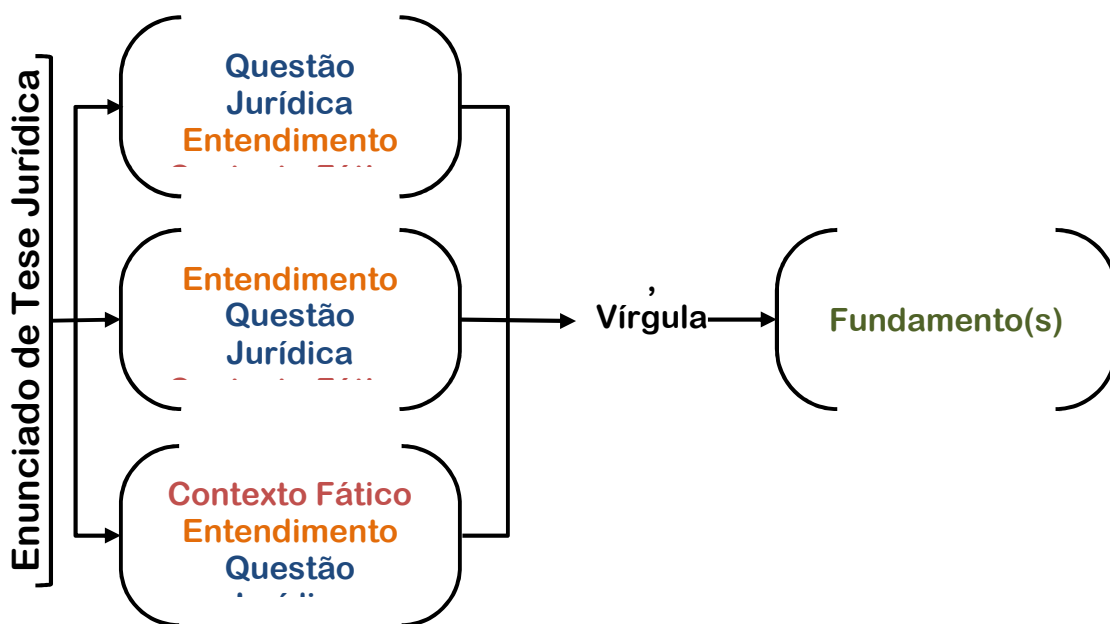 Enunciado de Tese Jurídica
Questão
Jurídica
Entendimento
Entendimento
Questão
Jurídica
Contexto Fático
Entendimento
Questão
,
Vírgula
Fundamento(s)